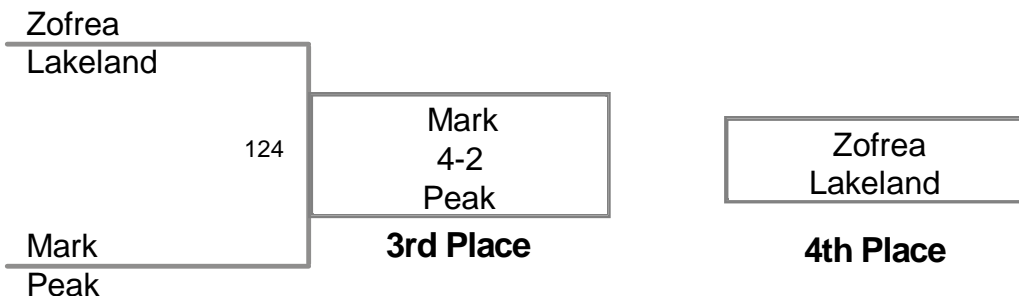 Zofrea
Lakeland
124
Mark
4-2
Peak
3rd Place
Zofrea
Lakeland
4th Place
Mark
Peak